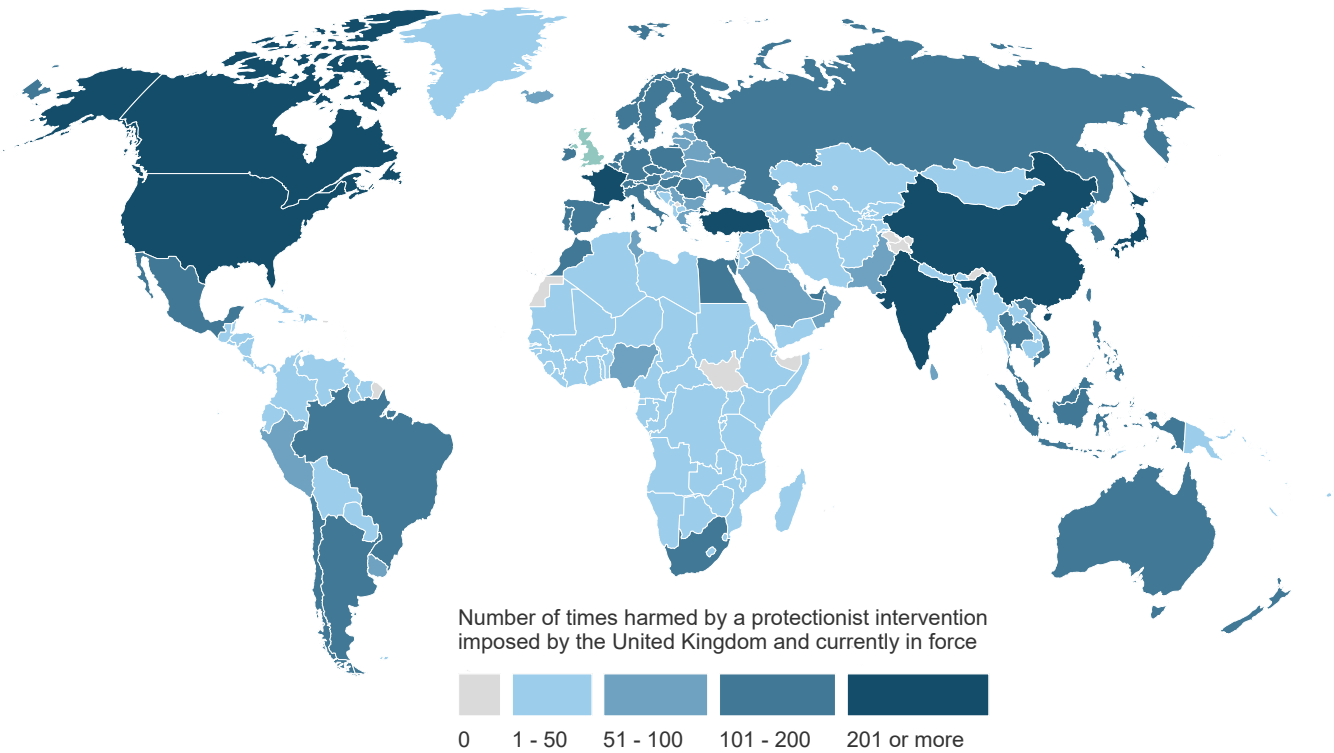 Number of times harmed by a protectionist intervention
imposed by the United Kingdom and currently in force
0 1 - 50 51 - 100 101 - 200 201 or more